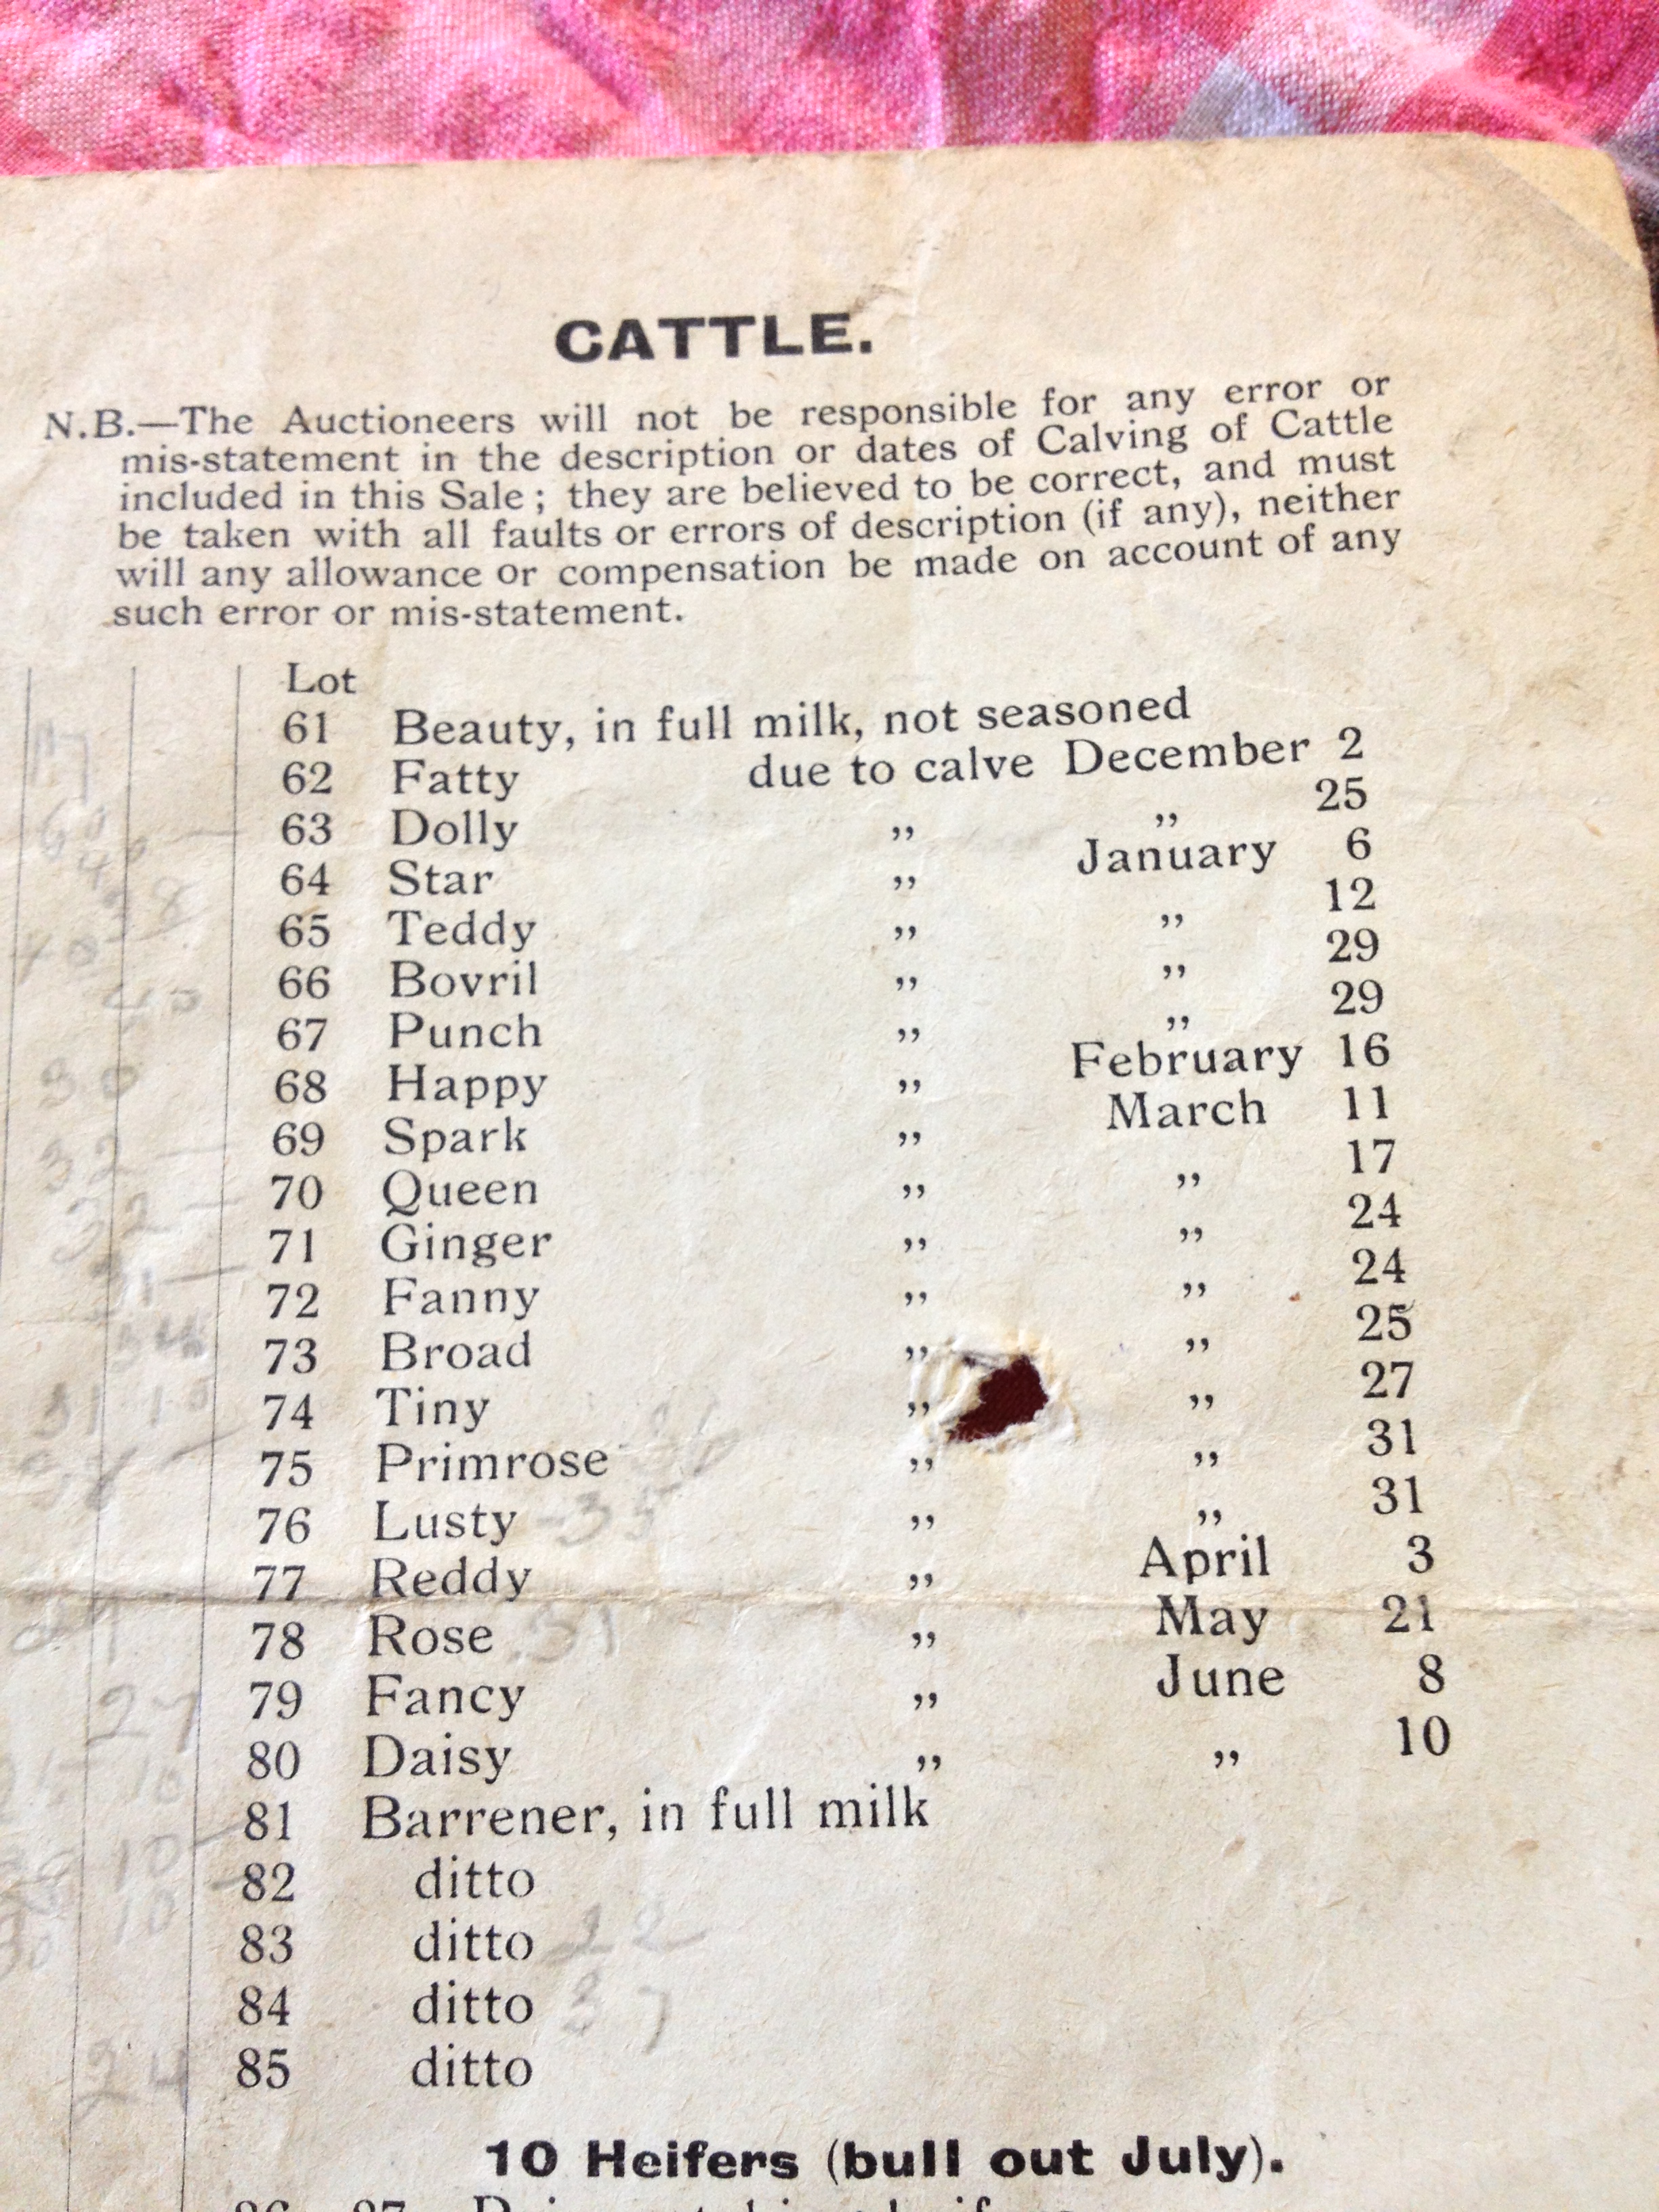 CATTLE.
N.B.—The Auctioneers will not be responsible for any error or
mis-statement in the description or dates of Calving of Cattle
included in this Sale ; they are believed to be correct, and must
be taken with all faults or errors of description (if any), neither
will any allowance or compensation be made on account of any
such error or mis-statement.
Lot
61 Beauty, in full milk, not seasoned
62 Fatty due to calve December 2
63 Dolly ,, ,, 25
64 Star ,, January 6
65 Teddy ,, ,, 12
66 Bovril ,, ,, 29
67 Punch ,, ,, 29
68 Happy ,, February 16
69 Spark ,, March 11
70 Queen ,, ,, 17
71 Ginger ,, ,, 24
72 Fanny ,, ,, 24
73 Broad ,, ,, 25
74 Tiny ,, ,, 27
75 Primrose ,, ,, 31
76 Lusty 35 ,, ,, 31
77 Reddy ,, April 3
78 Rose 31 ,, May 21
27 79 Fancy ,, June 8
80 Daisy ,, ,, 10
81 Barrener, in full milk
10 82 ditto
10 83 ditto 22
84 ditto 37
24 85 ditto
10 Heifers (bull out July).